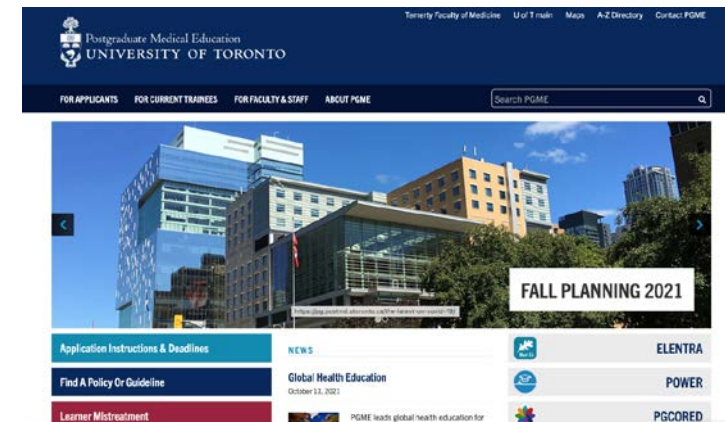 Temerty Faculty of Medicine U of T main Maps A-Z Directory Contact PGME
Postgraduate Medical Education
UNIVERSITY OF TORONTO
FOR APPLICANTS FOR CURRENT TRAINEES FOR FACULTY & STAFF ABOUT PGME
Search PGME
FALL PLANNING 2021
Application Instructions & Deadlines
Find A Policy Or Guideline
Learner Mistreatment
NEWS
Global Health Education
October 13, 2021
PGME leads global health education for
ELENTRA
POWER
PGCORED